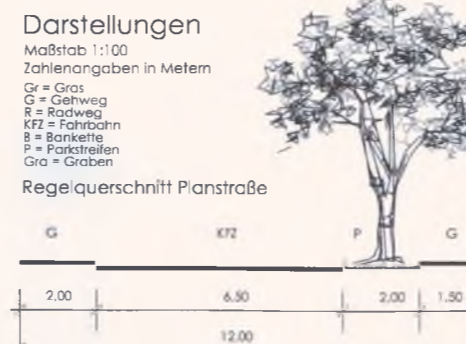 Darstellungen
Maßstab 1:100
Zahlenangaben in Metern
Gr = Gras
G = Gehweg
R = Radweg
KFZ = Fahrbahn
B = Bankette
P = Parkstreifen
Gra = Graben
Regelquerschnitt Planstraße
G KFZ P G
2,00 6,50 2,00 1,50
12,00